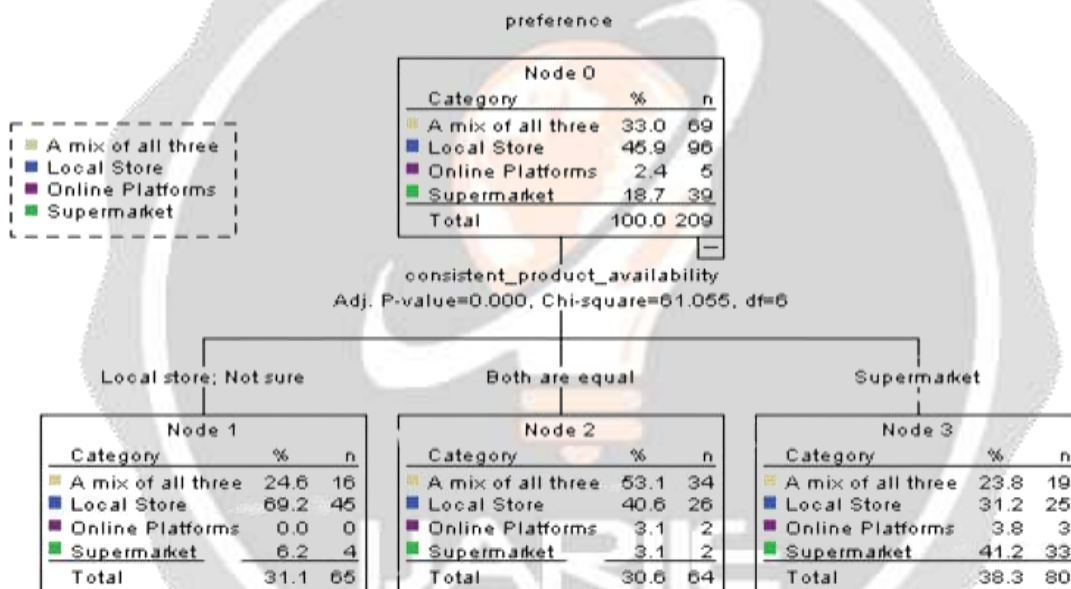 preference
Node 0
Category % n
A mix of all three 33.0 69
Local Store 45.9 96
Online Platforms 2.4 5
Supermarket 18.7 39
Total 100.0 209
A mix of all three
Local Store
Online Platforms
Supermarket
consistent_product_availability
Adj. P-value=0.000, Chi-square=61.055, df=6
Local store; Not sure
Both are equal
Supermarket
Node 1
Category % n
A mix of all three 24.6 16
Local Store 69.2 45
Online Platforms 0.0 0
Supermarket 6.2 4
Total 31.1 65
Node 2
Category % n
A mix of all three 53.1 34
Local Store 40.6 26
Online Platforms 3.1 2
Supermarket 3.1 2
Total 30.6 64
Node 3
Category % n
A mix of all three 23.8 19
Local Store 31.2 25
Online Platforms 3.8 3
Supermarket 41.2 33
Total 38.3 80
IJARIE